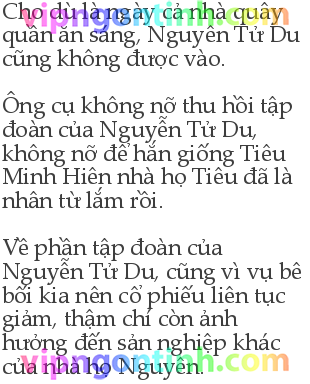 Cho dù là ngày cả nhà quây
quần ăn sáng, Nguyễn Tử Du
cũng không được vào.
Ông cụ không nỡ thu hồi tập
đoàn của Nguyễn Tử Du,
không nỡ để hắn giống Tiêu
Minh Hiên nhà họ Tiêu đã là
nhân từ lắm rồi.
Về phần tập đoàn của
Nguyễn Tử Du, cũng vì vụ bê
bối kia nên cổ phiếu liên tục
giảm, thậm chí còn ảnh
hưởng đến sản nghiệp khác
của nhà họ Nguyễn.
vipngontinh.com
vipngontinh.com